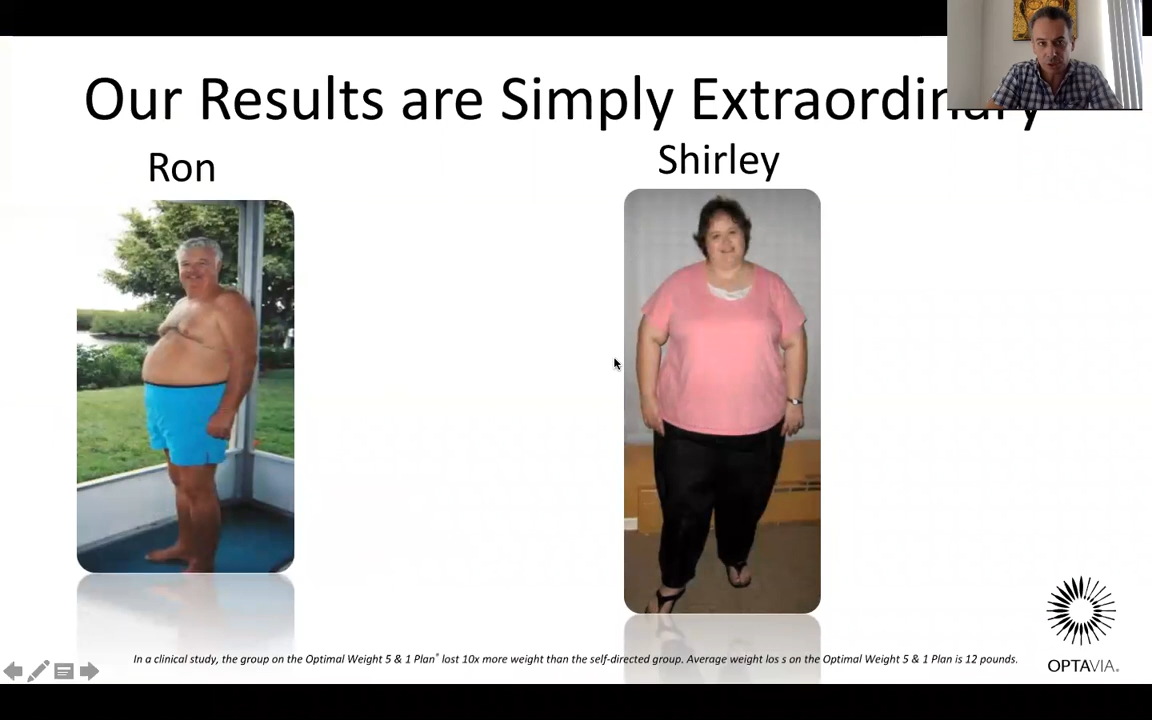 Our Results are Simply Extraordinary
Ron
Shirley
In a clinical study, the group on the Optimal Weight 5 & 1 Plan® lost 10x more weight than the self-directed group. Average weight los s on the Optimal Weight 5 & 1 Plan is 12 pounds.
OPTAVIA.